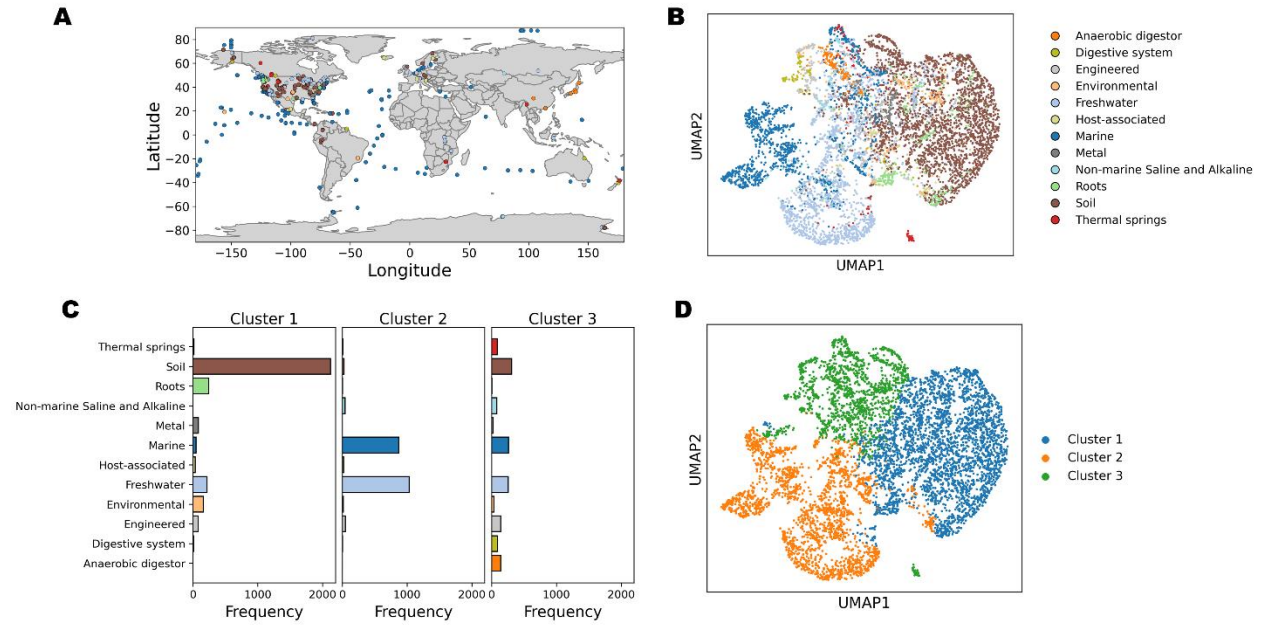 A
80
60
40
20
0
−20
−40
−60
−80
Latitude
−150 −100 −50 0 50 100 150
Longitude
B
UMAP2
UMAP1
Anaerobic digestor
Digestive system
Engineered
Environmental
Freshwater
Host-associated
Marine
Metal
Non-marine Saline and Alkaline
Roots
Soil
Thermal springs
C
Cluster 1 Cluster 2 Cluster 3
Thermal springs
Soil
Roots
Non-marine Saline and Alkaline
Metal
Marine
Host-associated
Freshwater
Environmental
Engineered
Digestive system
Anaerobic digestor
0 1000 2000 0 1000 2000 0 1000 2000
Frequency Frequency Frequency
D
UMAP2
UMAP1
Cluster 1
Cluster 2
Cluster 3